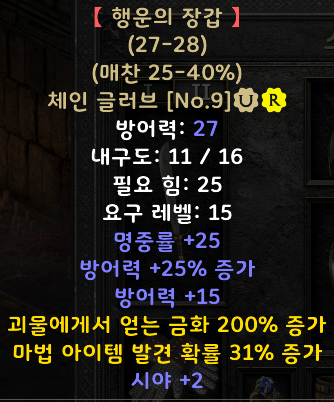 【 행운의 장갑 】
(27-28)
(매찬 25-40%)
체인 글러브 [No.9] U R
방어력: 27
내구도: 11 / 16
필요 힘: 25
요구 레벨: 15
명중률 +25
방어력 +25% 증가
방어력 +15
괴물에게서 얻는 금화 200% 증가
마법 아이템 발견 확률 31% 증가
시야 +2